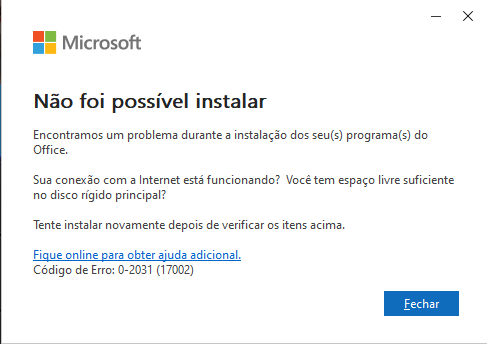 Microsoft
Não foi possível instalar
Encontramos um problema durante a instalação dos seu(s) programa(s) do
Office.
Sua conexão com a Internet está funcionando?  Você tem espaço livre suficiente
no disco rígido principal?
Tente instalar novamente depois de verificar os itens acima.
Fique online para obter ajuda adicional.
Código de Erro: 0-2031 (17002)
Fechar